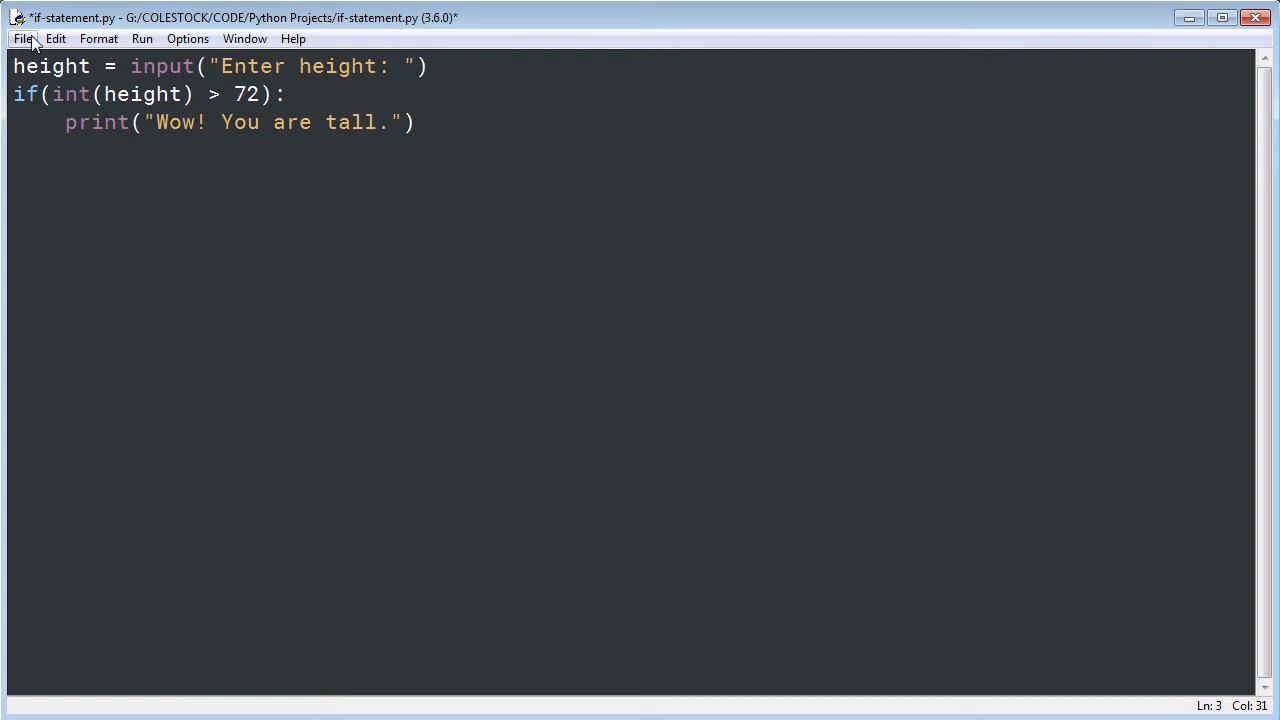 *if-statement.py - G:/COLESTOCK/CODE/Python Projects/if-statement.py (3.6.0)*
File Edit Format Run Options Window Help
height = input("Enter height: ")
if(int(height) > 72):
    print("Wow! You are tall.")
Ln: 3 Col: 31